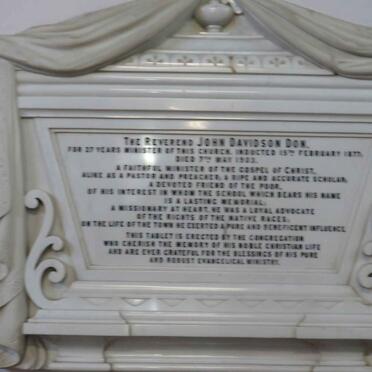 THE REVEREND JOHN DAVIDSON DON,
FOR 27 YEARS MINISTER OF THIS CHURCH, INDUCTED 15TH FEBRUARY 1877,
DIED 7TH MAY 1903.
A FAITHFUL MINISTER OF THE GOSPEL OF CHRIST,
ALIKE AS A PASTOR AND PREACHER; A RIPE AND ACCURATE SCHOLAR;
A DEVOTED FRIEND OF THE POOR,
OF HIS INTEREST IN WHOM THE SCHOOL WHICH BEARS HIS NAME
IS A LASTING MEMORIAL;
A MISSIONARY AT HEART, HE WAS A LOYAL ADVOCATE
OF THE RIGHTS OF THE NATIVE RACES;
ON THE LIFE OF THE TOWN HE EXERTED A PURE AND BENEFICENT INFLUENCE
THIS TABLET IS ERECTED BY THE CONGREGATION
WHO CHERISH THE MEMORY OF HIS NOBLE CHRISTIAN LIFE
AND ARE EVER GRATEFUL FOR THE BLESSINGS OF HIS PURE
AND ROBUST EVANGELICAL MINISTRY.